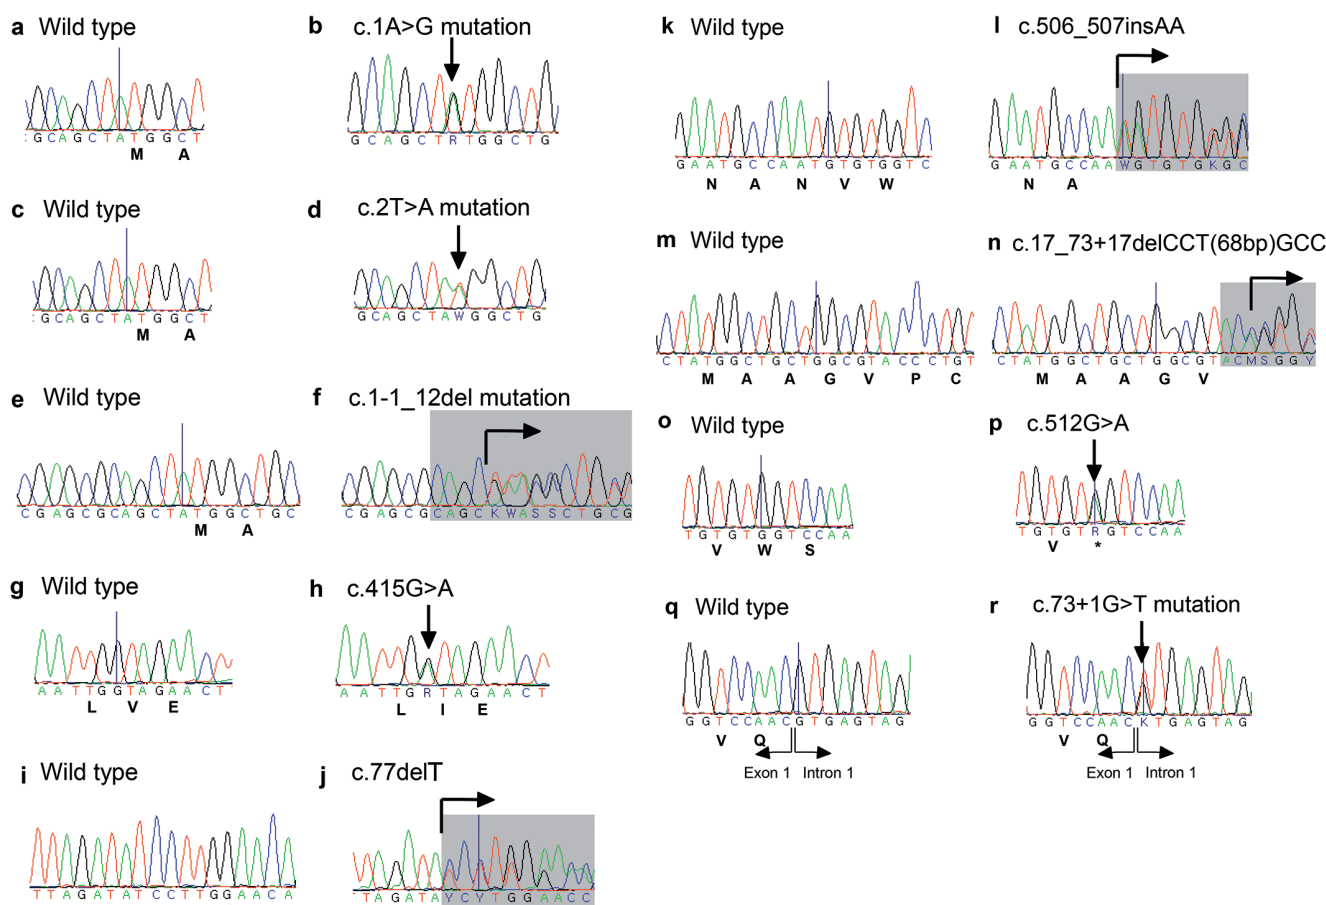 a Wild type
:GCAGCTATGGCT
M A
b c.1A>G mutation
GCAGCTRTGGCTG
c Wild type
:GCAGCTATGGCT
M A
d c.2T>A mutation
GCAGCTAWGGCTG
e Wild type
CGAGCGCAGCTATGGCTGC
M A
f c.1-1_12del mutation
CGAGCGCAGCKWASSCTGCG
g Wild type
AATTGGTAGAACT
L V E
h c.415G>A
AATTGRTAGAACT
L I E
i Wild type
TTAGATATCCTTGGAACA
j c.77delT
TAGATAYCYTGGAACC
k Wild type
GAATGCCAATGTGTGGTC
N A N V W
l c.506_507insAA
GAATGCCAAWGTGTGKGC
N A
m Wild type
CTATGGCTGCTGGCGTACCCTGT
M A A G V P C
n c.17_73+17delCCT(68bp)GCC
CTATGGCTGCTGGCGTACMSGGY
M A A G V
o Wild type
TGTGTGGTCCAA
V W S
p c.512G>A
TGTGTRGTCCAA
V *
q Wild type
GGTCCAACGTGAGTAG
V Q
Exon 1 Intron 1
r c.73+1G>T mutation
GGTCCAACKTGAGTAG
V Q
Exon 1 Intron 1